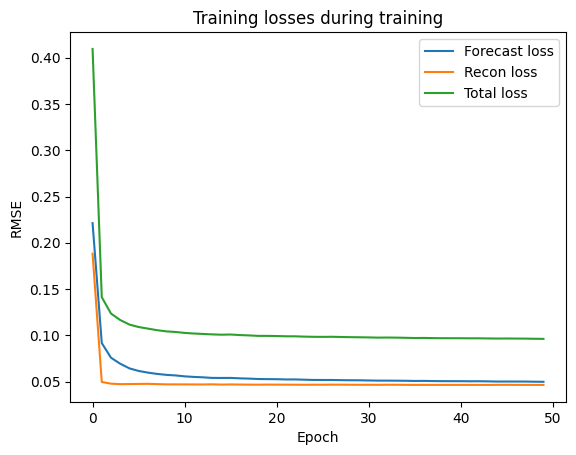 Training losses during training
Forecast loss
Recon loss
Total loss
0.40
0.35
0.30
0.25
0.20
0.15
0.10
0.05
RMSE
0 10 20 30 40 50
Epoch